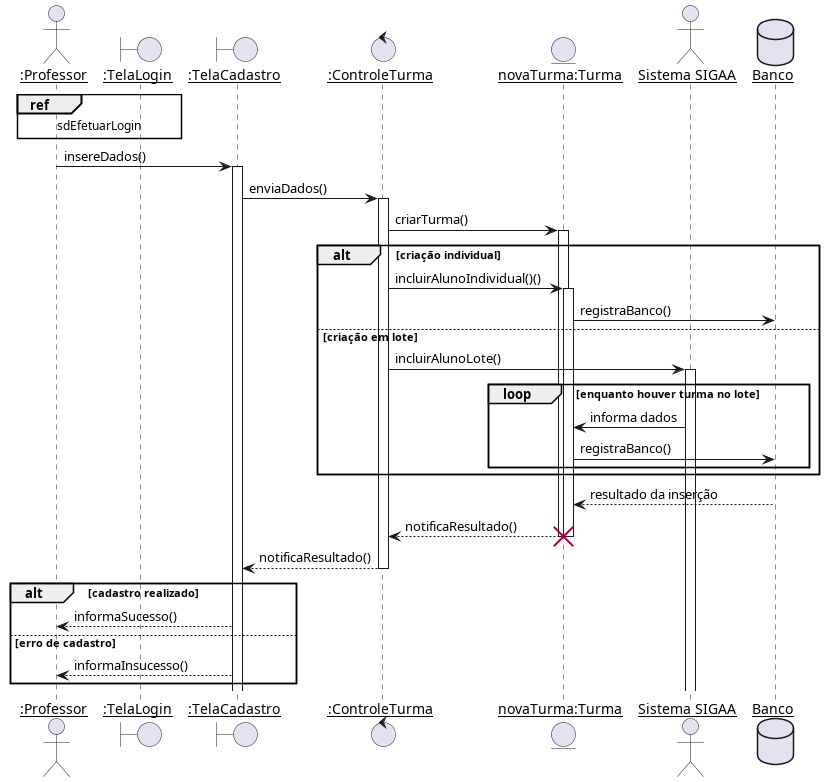 :Professor :TelaLogin :TelaCadastro :ControleTurma novaTurma:Turma Sistema SIGAA Banco
ref
sdEfetuarLogin
insereDados()
enviaDados()
criarTurma()
alt [criação individual]
incluirAlunoIndividual()()
registraBanco()
[criação em lote]
incluirAlunoLote()
loop [enquanto houver turma no lote]
informa dados
registraBanco()
resultado da inserção
notificaResultado()
notificaResultado()
alt [cadastro realizado]
informaSucesso()
[erro de cadastro]
informaInsucesso()
:Professor :TelaLogin :TelaCadastro :ControleTurma novaTurma:Turma Sistema SIGAA Banco